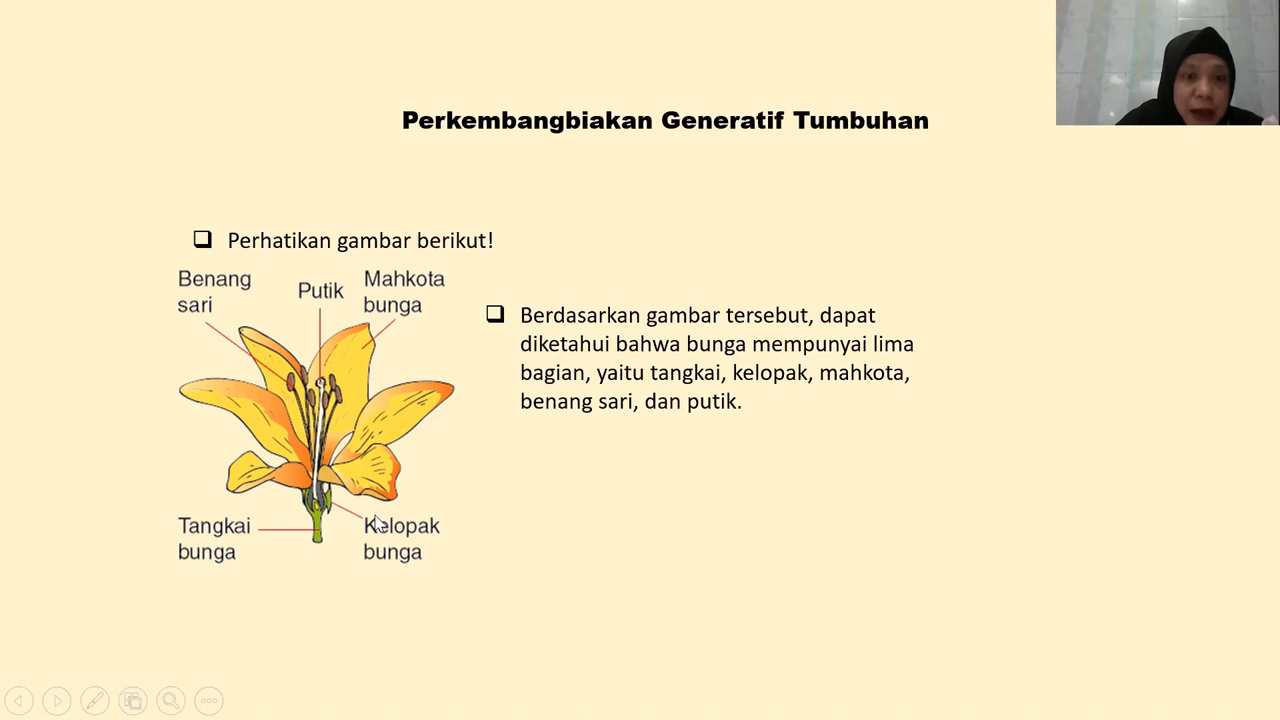 Perkembangbiakan Generatif Tumbuhan
❑ Perhatikan gambar berikut!
Benang
sari
Putik
Mahkota
bunga
❑ Berdasarkan gambar tersebut, dapat
diketahui bahwa bunga mempunyai lima
bagian, yaitu tangkai, kelopak, mahkota,
benang sari, dan putik.
Tangkai
bunga
Kelopak
bunga